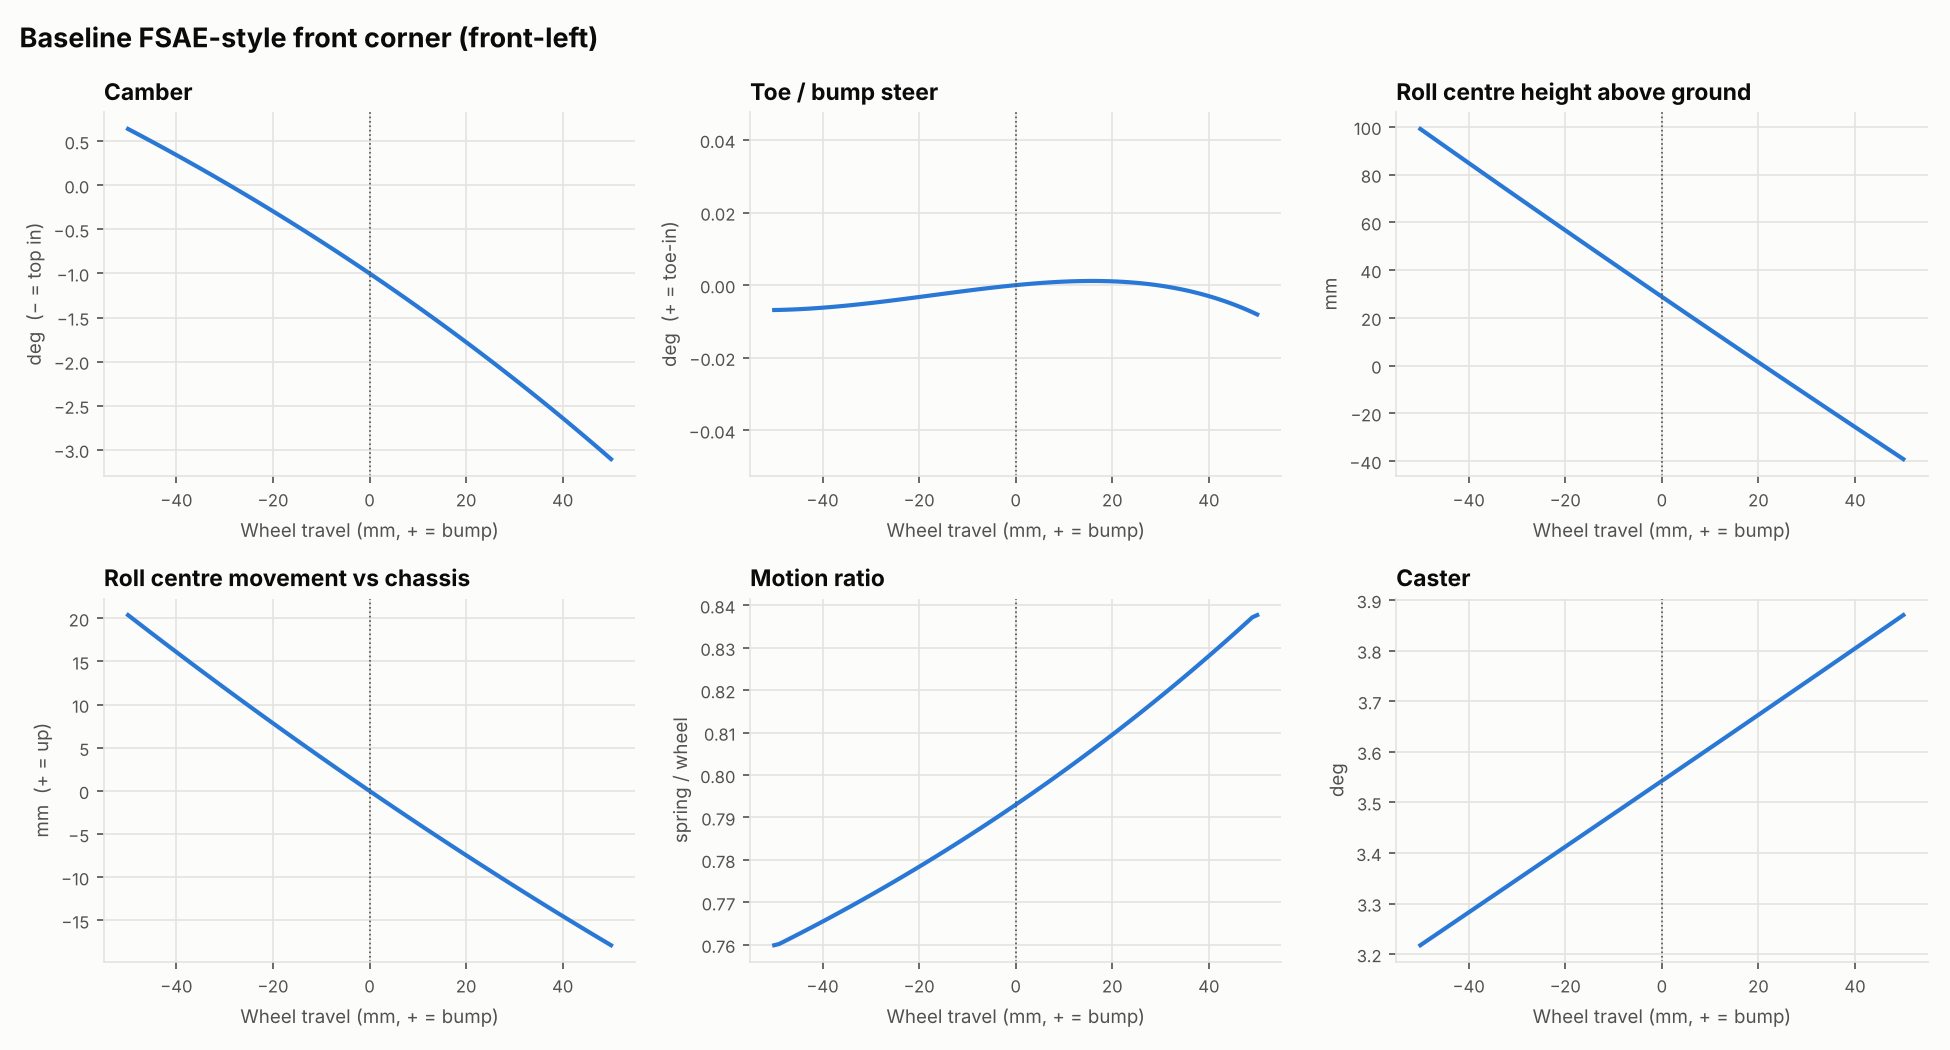 Baseline FSAE-style front corner (front-left)
Camber
deg (− = top in)
0.5
0.0
−0.5
−1.0
−1.5
−2.0
−2.5
−3.0
−40 −20 0 20 40
Wheel travel (mm, + = bump)
Toe / bump steer
deg (+ = toe-in)
0.04
0.02
0.00
−0.02
−0.04
−40 −20 0 20 40
Wheel travel (mm, + = bump)
Roll centre height above ground
mm
100
80
60
40
20
0
−20
−40
−40 −20 0 20 40
Wheel travel (mm, + = bump)
Roll centre movement vs chassis
mm (+ = up)
20
15
10
5
0
−5
−10
−15
−40 −20 0 20 40
Wheel travel (mm, + = bump)
Motion ratio
spring / wheel
0.84
0.83
0.82
0.81
0.80
0.79
0.78
0.77
0.76
−40 −20 0 20 40
Wheel travel (mm, + = bump)
Caster
deg
3.9
3.8
3.7
3.6
3.5
3.4
3.3
3.2
−40 −20 0 20 40
Wheel travel (mm, + = bump)